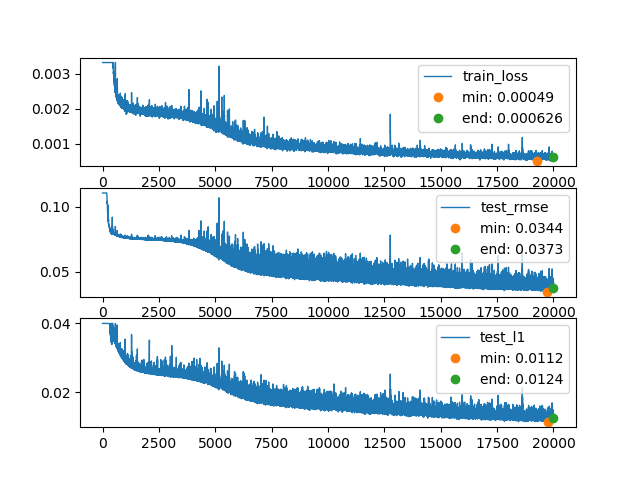 0.003
0.002
0.001
train_loss
min: 0.00049
end: 0.000626
0 2500 5000 7500 10000 12500 15000 17500 20000
0.10
0.05
test_rmse
min: 0.0344
end: 0.0373
0 2500 5000 7500 10000 12500 15000 17500 20000
0.04
0.02
test_l1
min: 0.0112
end: 0.0124
0 2500 5000 7500 10000 12500 15000 17500 20000